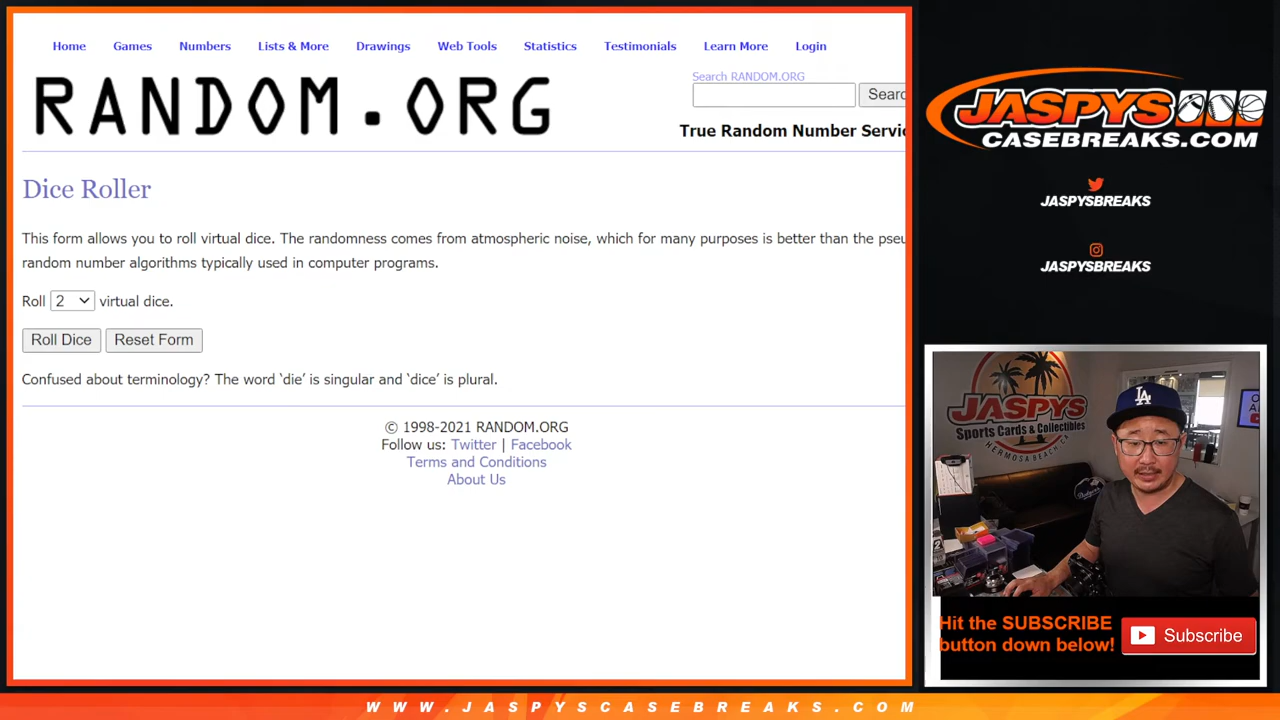 Home Games Numbers Lists & More Drawings Web Tools Statistics Testimonials Learn More Login
RANDOM.ORG
Search RANDOM.ORG
Searc
True Random Number Servic
Dice Roller
This form allows you to roll virtual dice. The randomness comes from atmospheric noise, which for many purposes is better than the pseu
random number algorithms typically used in computer programs.
Roll 2 virtual dice.
Roll Dice Reset Form
Confused about terminology? The word ‘die’ is singular and ‘dice’ is plural.
© 1998-2021 RANDOM.ORG
Follow us: Twitter | Facebook
Terms and Conditions
About Us
JASPYS
CASEBREAKS.COM
JASPYSBREAKS
JASPYSBREAKS
JASPYS
Sports Cards & Collectibles
HERMOSA BEACH, CA
LA
Dodgers
Hit the SUBSCRIBE
button down below!
Subscribe
WWW.JASPYSCASEBREAKS.COM